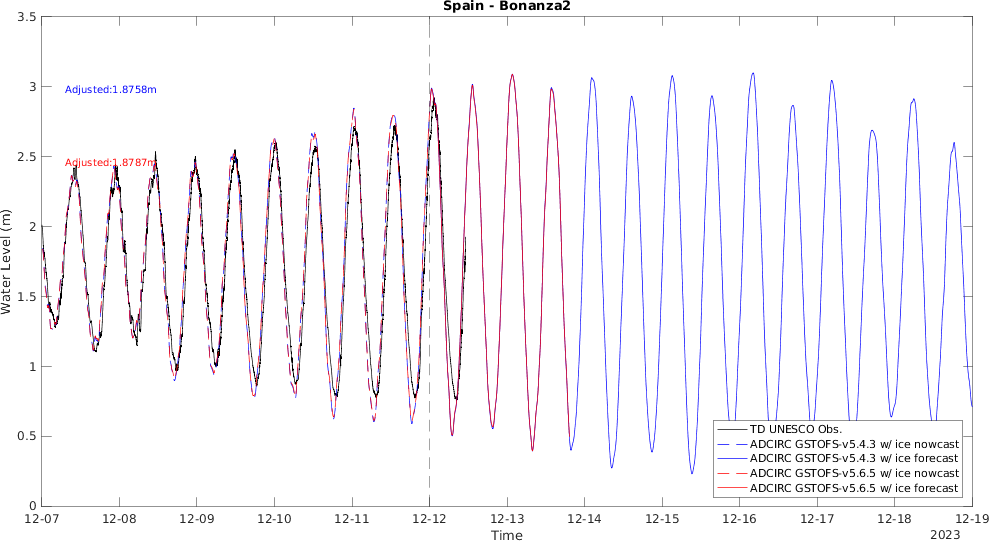 Spain - Bonanza2
3.5
3
2.5
2
1.5
1
0.5
0
Water Level (m)
Adjusted:1.8758m
Adjusted:1.8787m
TD UNESCO Obs.
ADCIRC GSTOFS-v5.4.3 w/ ice nowcast
ADCIRC GSTOFS-v5.4.3 w/ ice forecast
ADCIRC GSTOFS-v5.6.5 w/ ice nowcast
ADCIRC GSTOFS-v5.6.5 w/ ice forecast
12-07 12-08 12-09 12-10 12-11 12-12 12-13 12-14 12-15 12-16 12-17 12-18 12-19
Time
2023